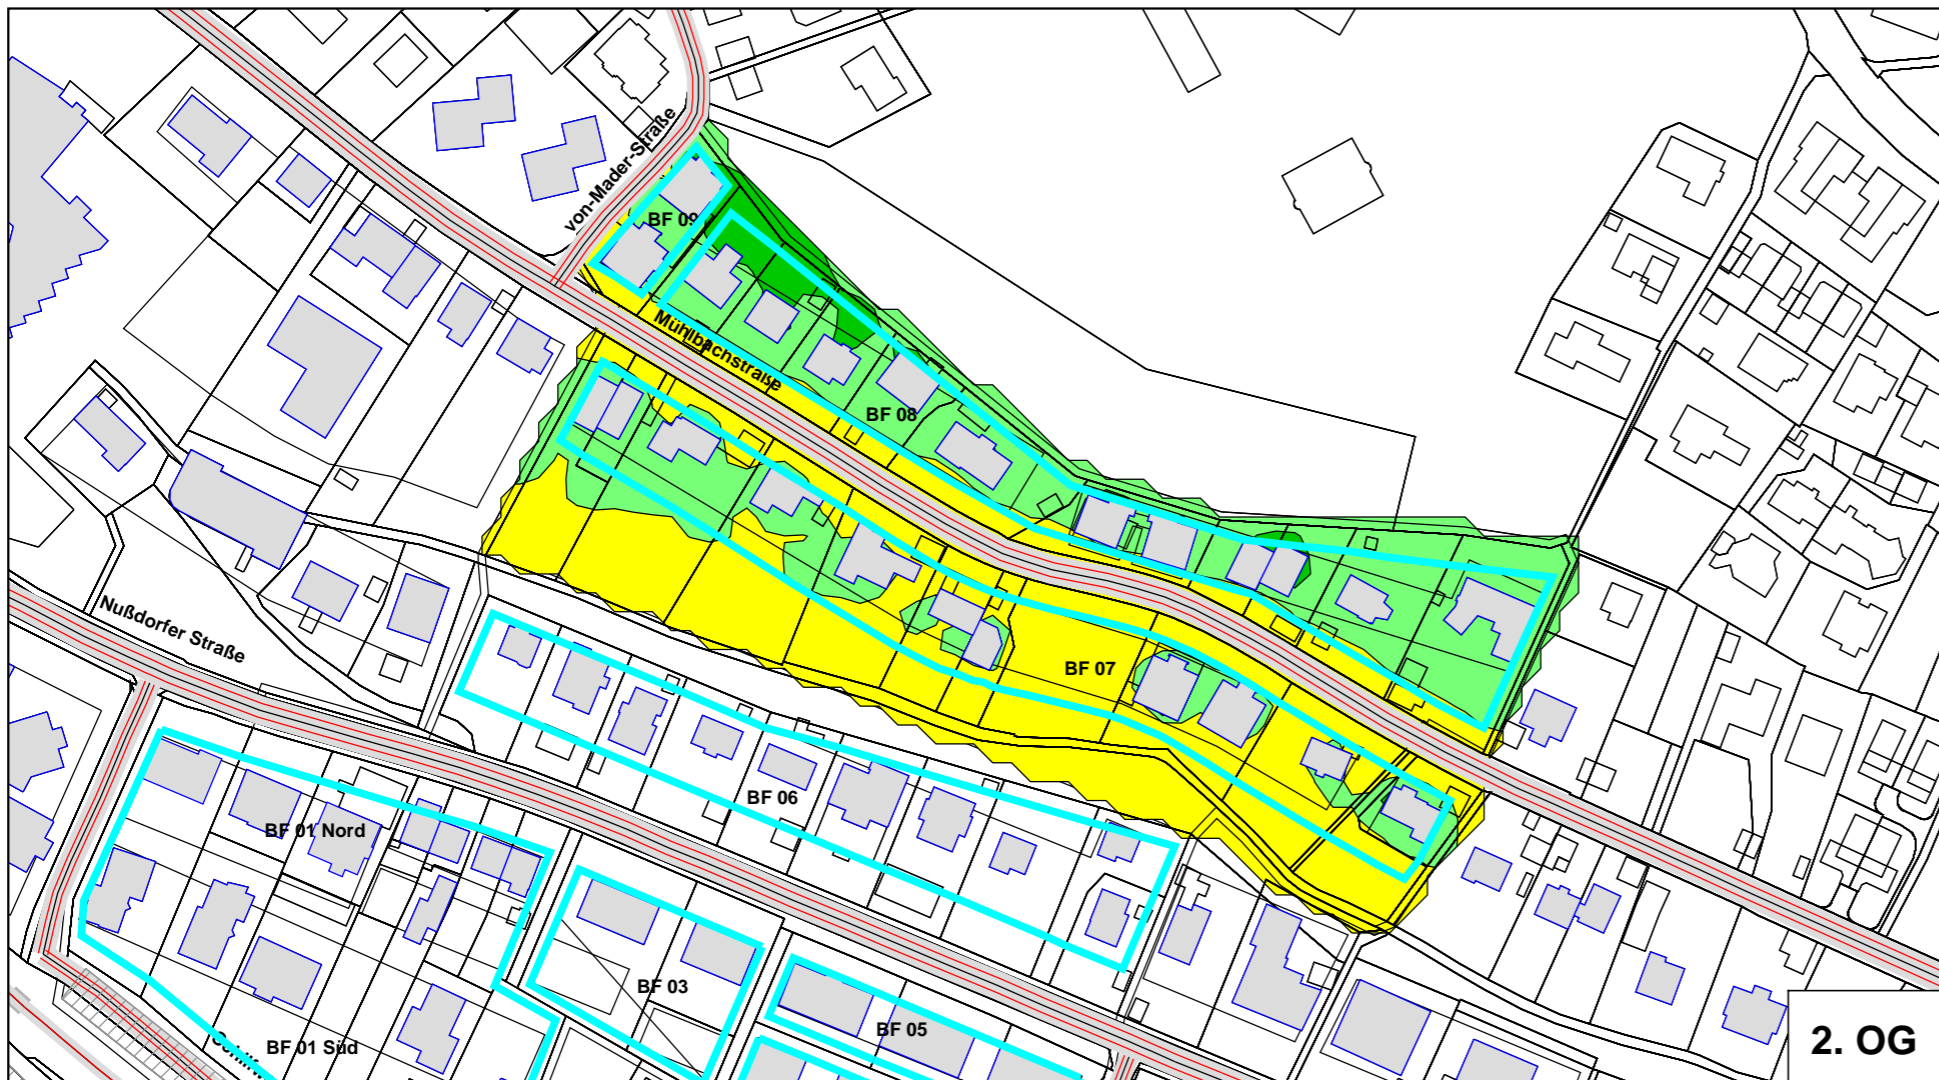 von-Mader-Straße
BF 09
Mühlbachstraße
BF 08
Nußdorfer Straße
BF 07
BF 06
BF 01 Nord
BF 03
BF 05
BF 01 Süd
2. OG